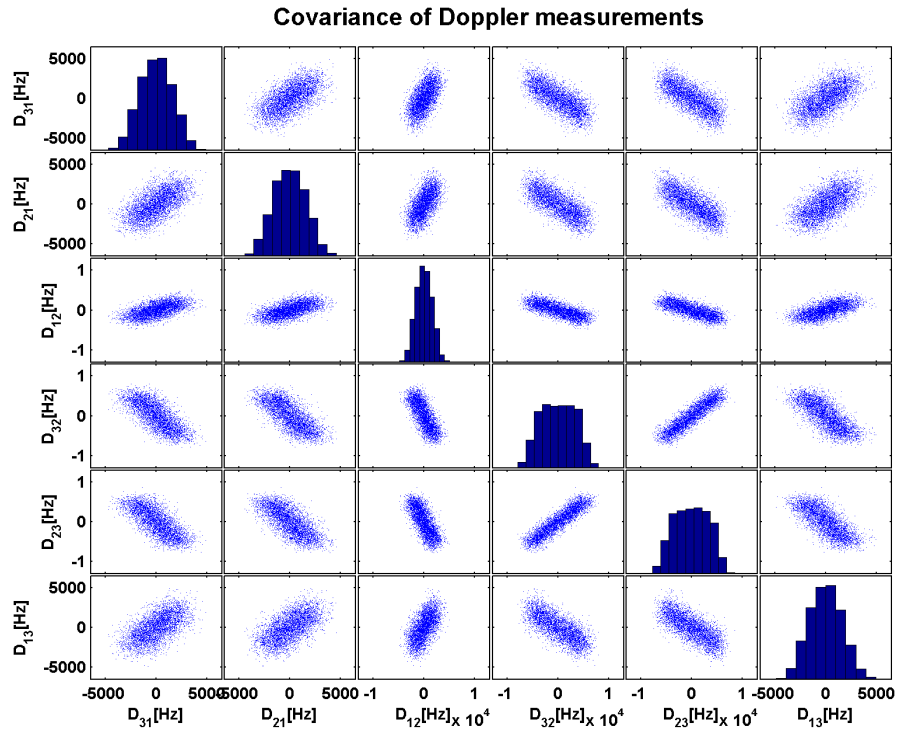 Covariance of Doppler measurements
D31[Hz]
5000
0
-5000
D21[Hz]
5000
0
-5000
D12[Hz]
1
0
-1
D32[Hz]
1
0
-1
D23[Hz]
1
0
-1
D13[Hz]
5000
0
-5000
-5000 0 5000
-5000 0 5000
-1 0 1
-1 0 1
-1 0 1
-5000 0 5000
D31[Hz]
D21[Hz]
D12[Hz] x 10^4
D32[Hz] x 10^4
D23[Hz] x 10^4
D13[Hz]